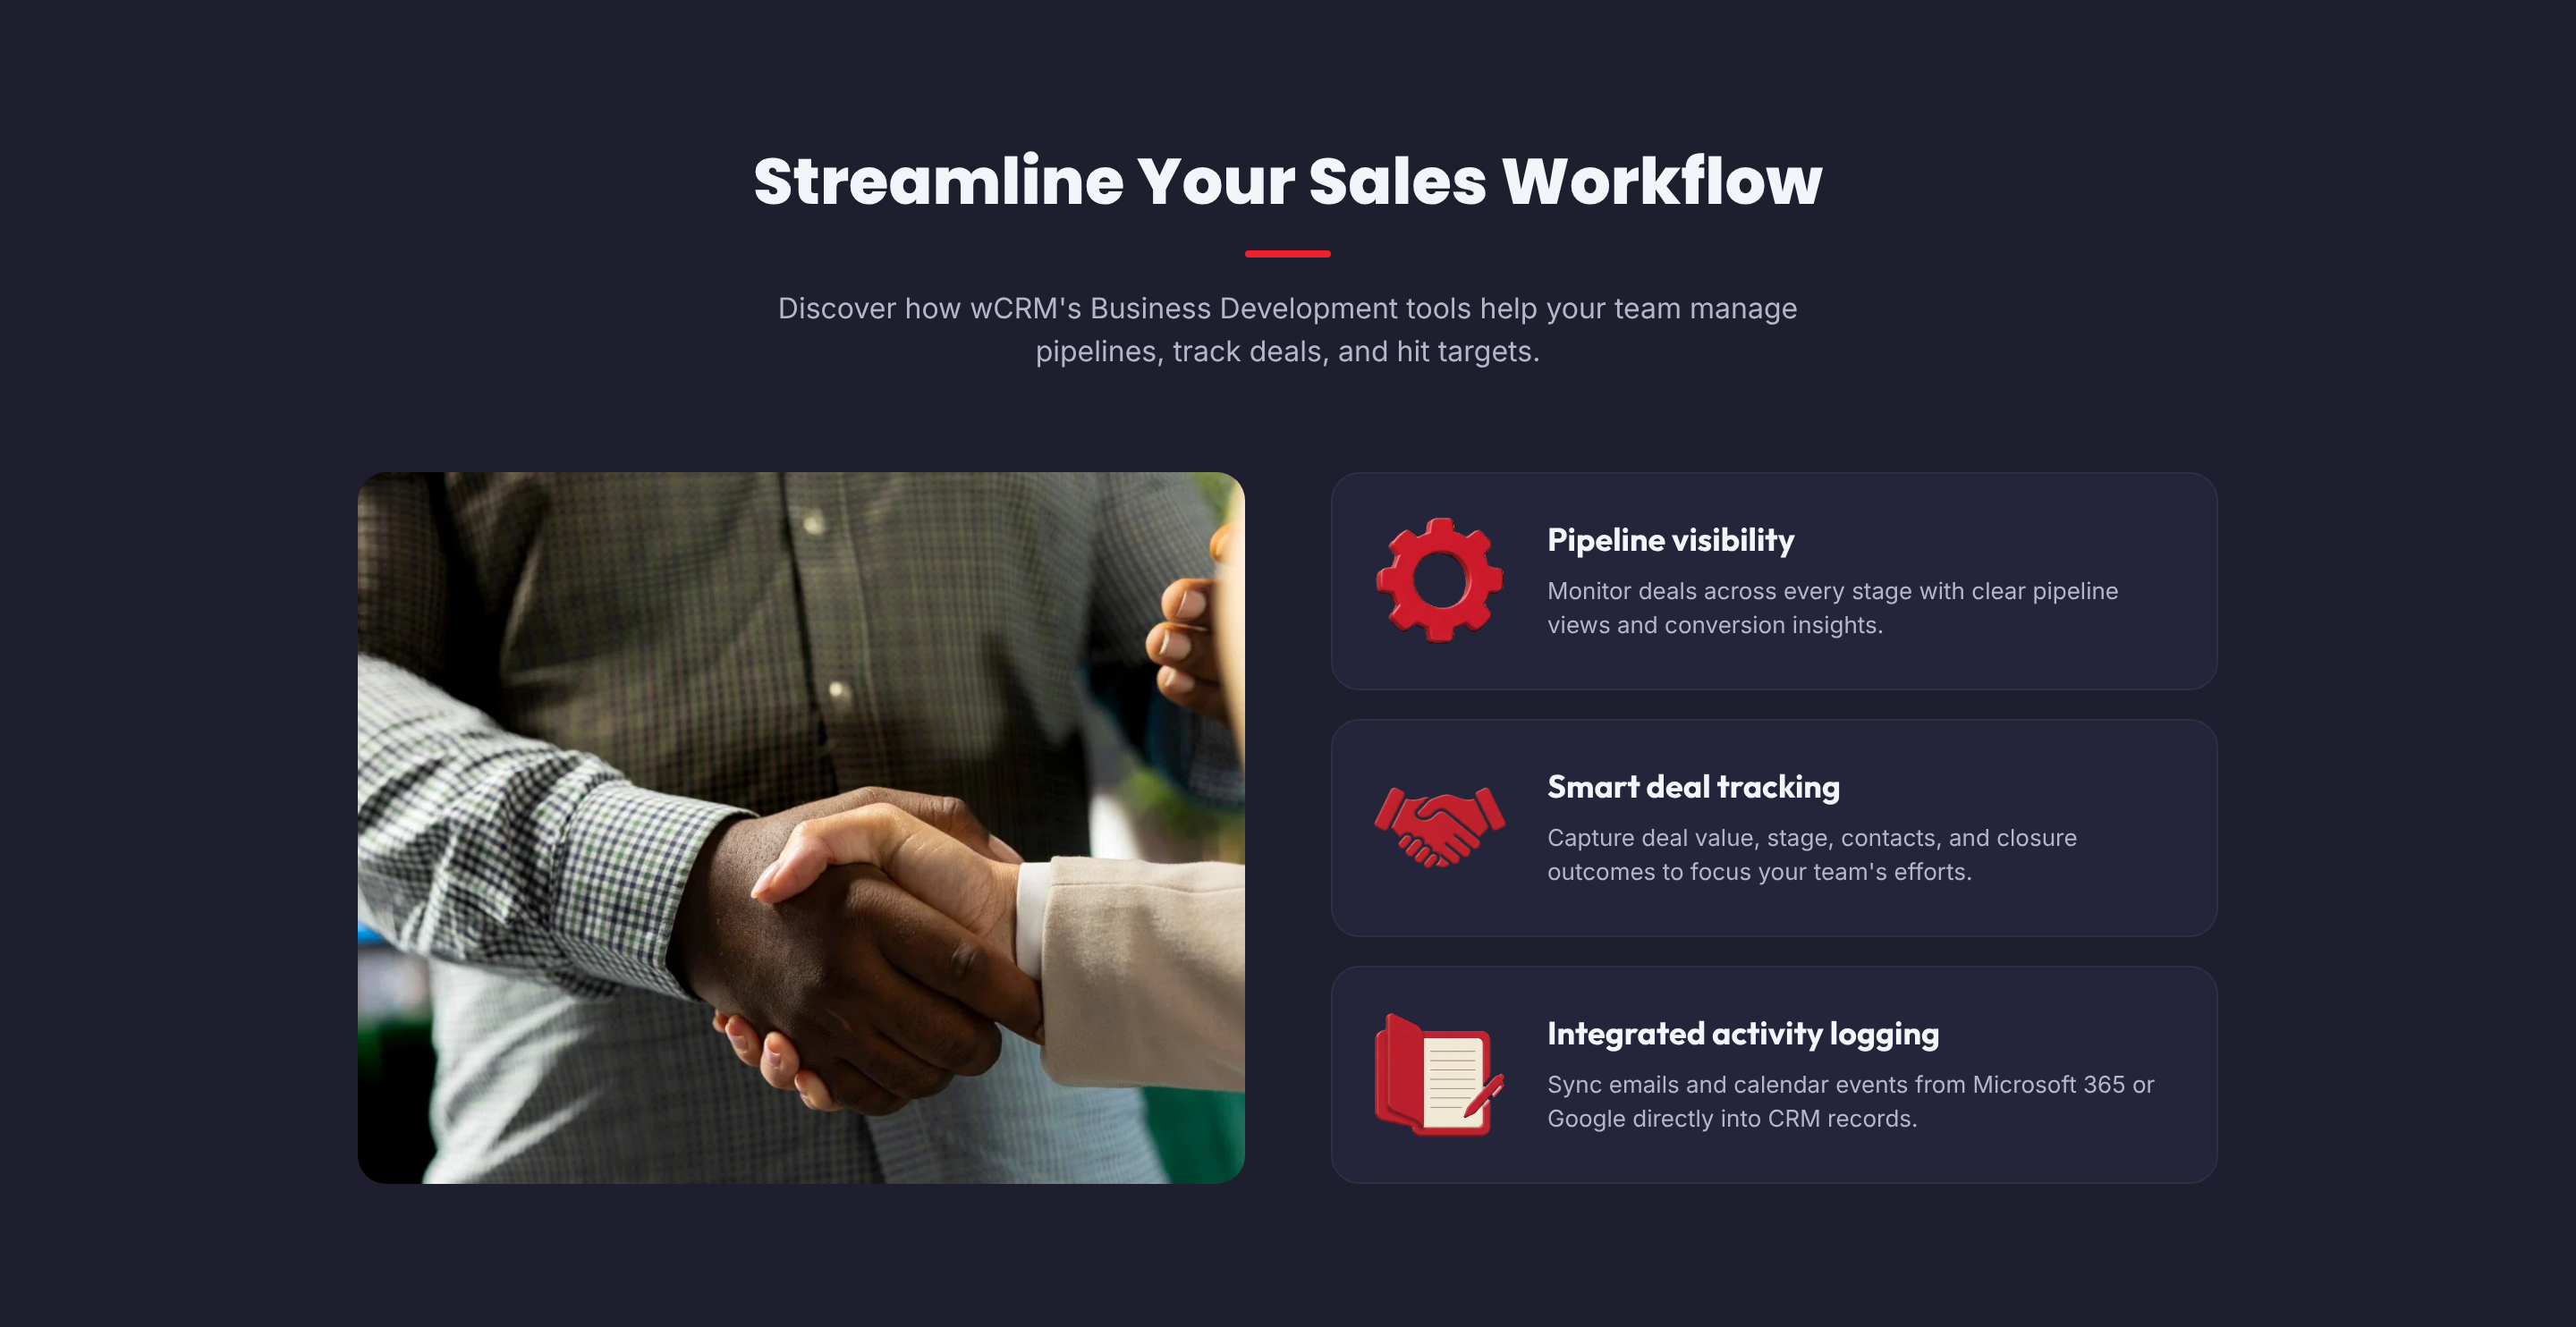 Streamline Your Sales Workflow
Discover how wCRM's Business Development tools help your team manage
pipelines, track deals, and hit targets.
Pipeline visibility
Monitor deals across every stage with clear pipeline
views and conversion insights.
Smart deal tracking
Capture deal value, stage, contacts, and closure
outcomes to focus your team's efforts.
Integrated activity logging
Sync emails and calendar events from Microsoft 365 or
Google directly into CRM records.